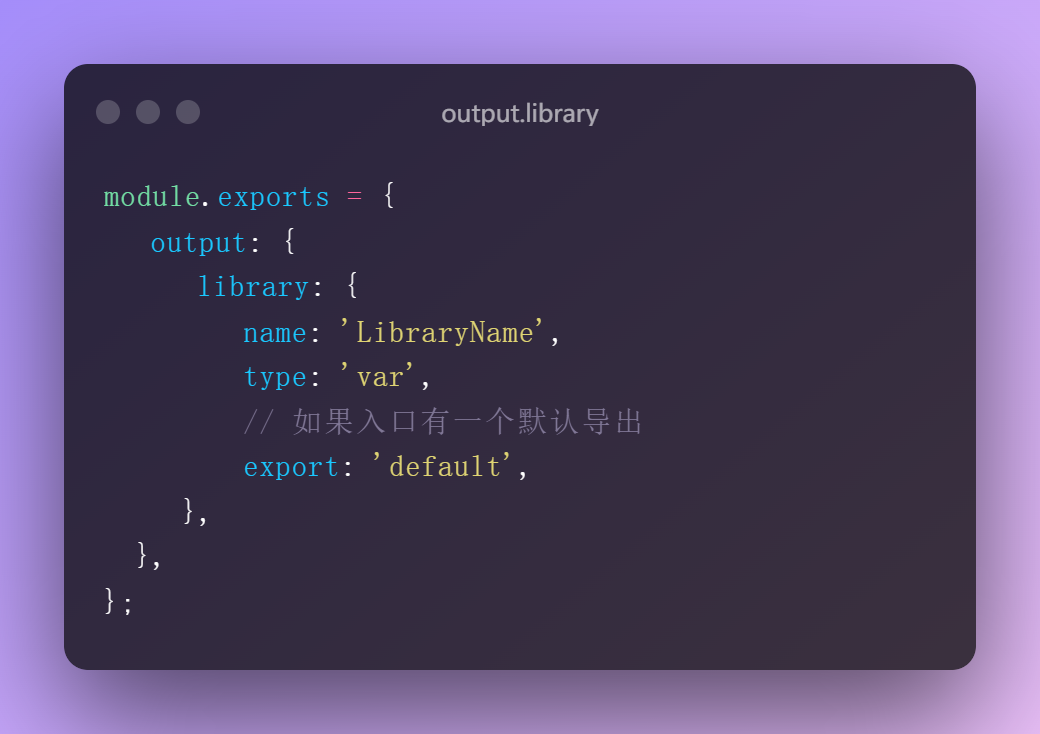 output.library
module.exports = {
   output: {
      library: {
         name: 'LibraryName',
         type: 'var',
         // 如果入口有一个默认导出
         export: 'default',
     },
  },
};